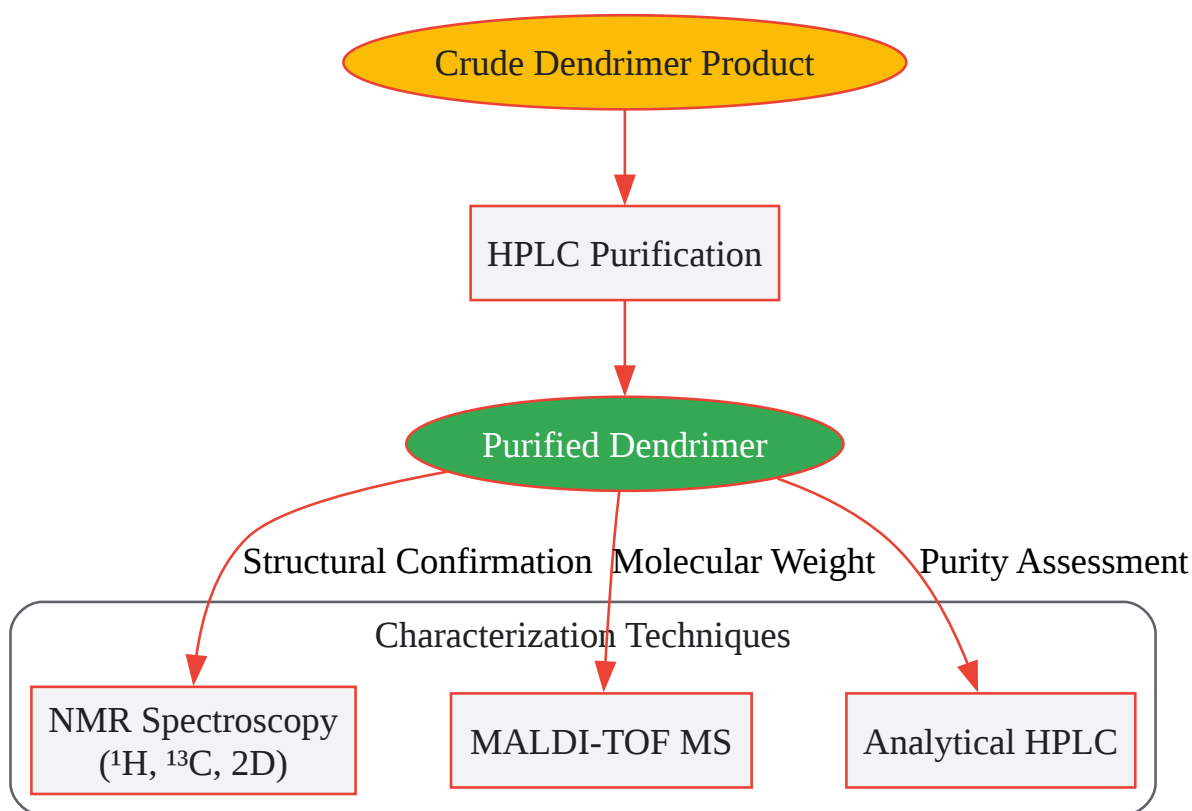 Crude Dendrimer Product
HPLC Purification
Purified Dendrimer
Structural Confirmation
Molecular Weight
Purity Assessment
Characterization Techniques
NMR Spectroscopy
(¹H, ¹³C, 2D)
MALDI-TOF MS
Analytical HPLC